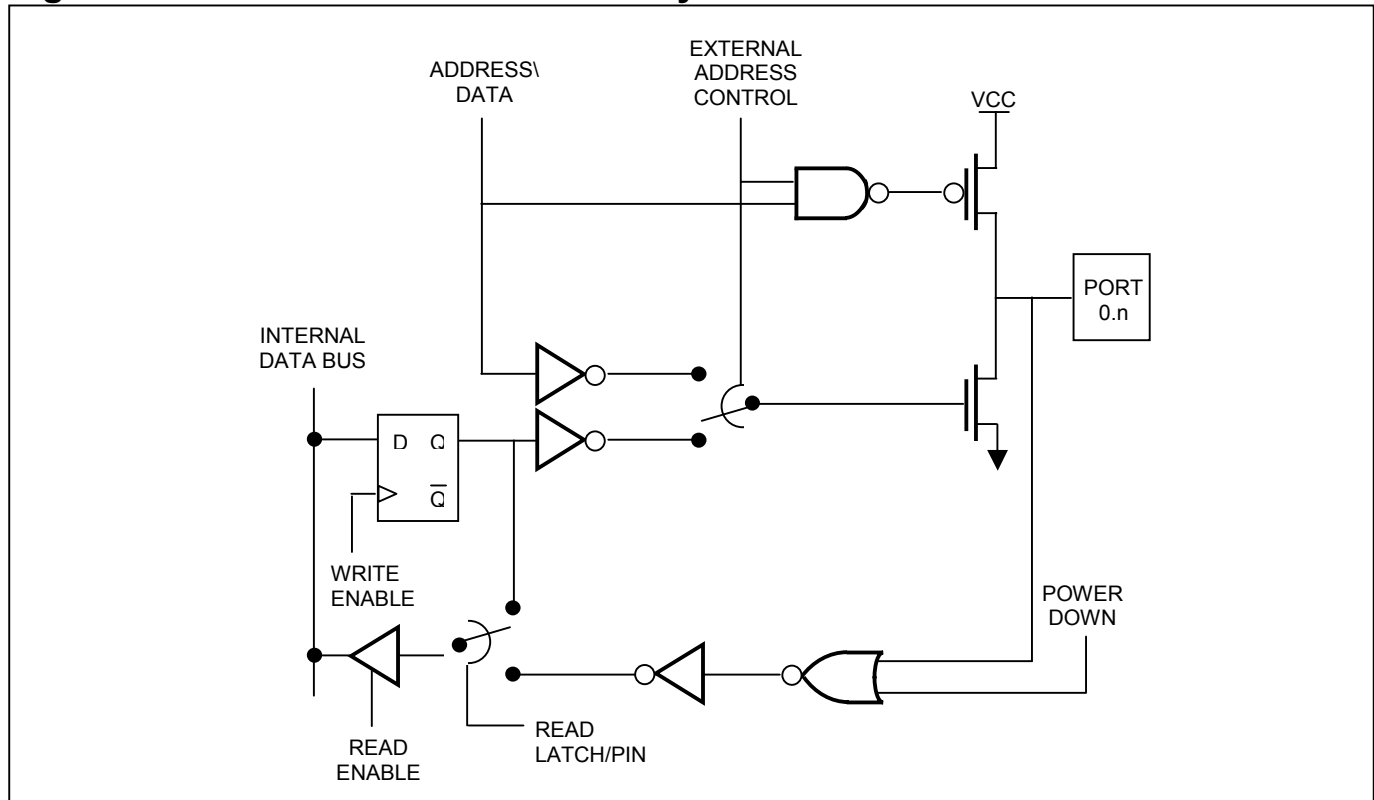 ADDRESS\
DATA
EXTERNAL
ADDRESS
CONTROL
VCC
PORT
0.n
INTERNAL
DATA BUS
D Q
Q
WRITE
ENABLE
POWER
DOWN
READ
LATCH/PIN
READ
ENABLE